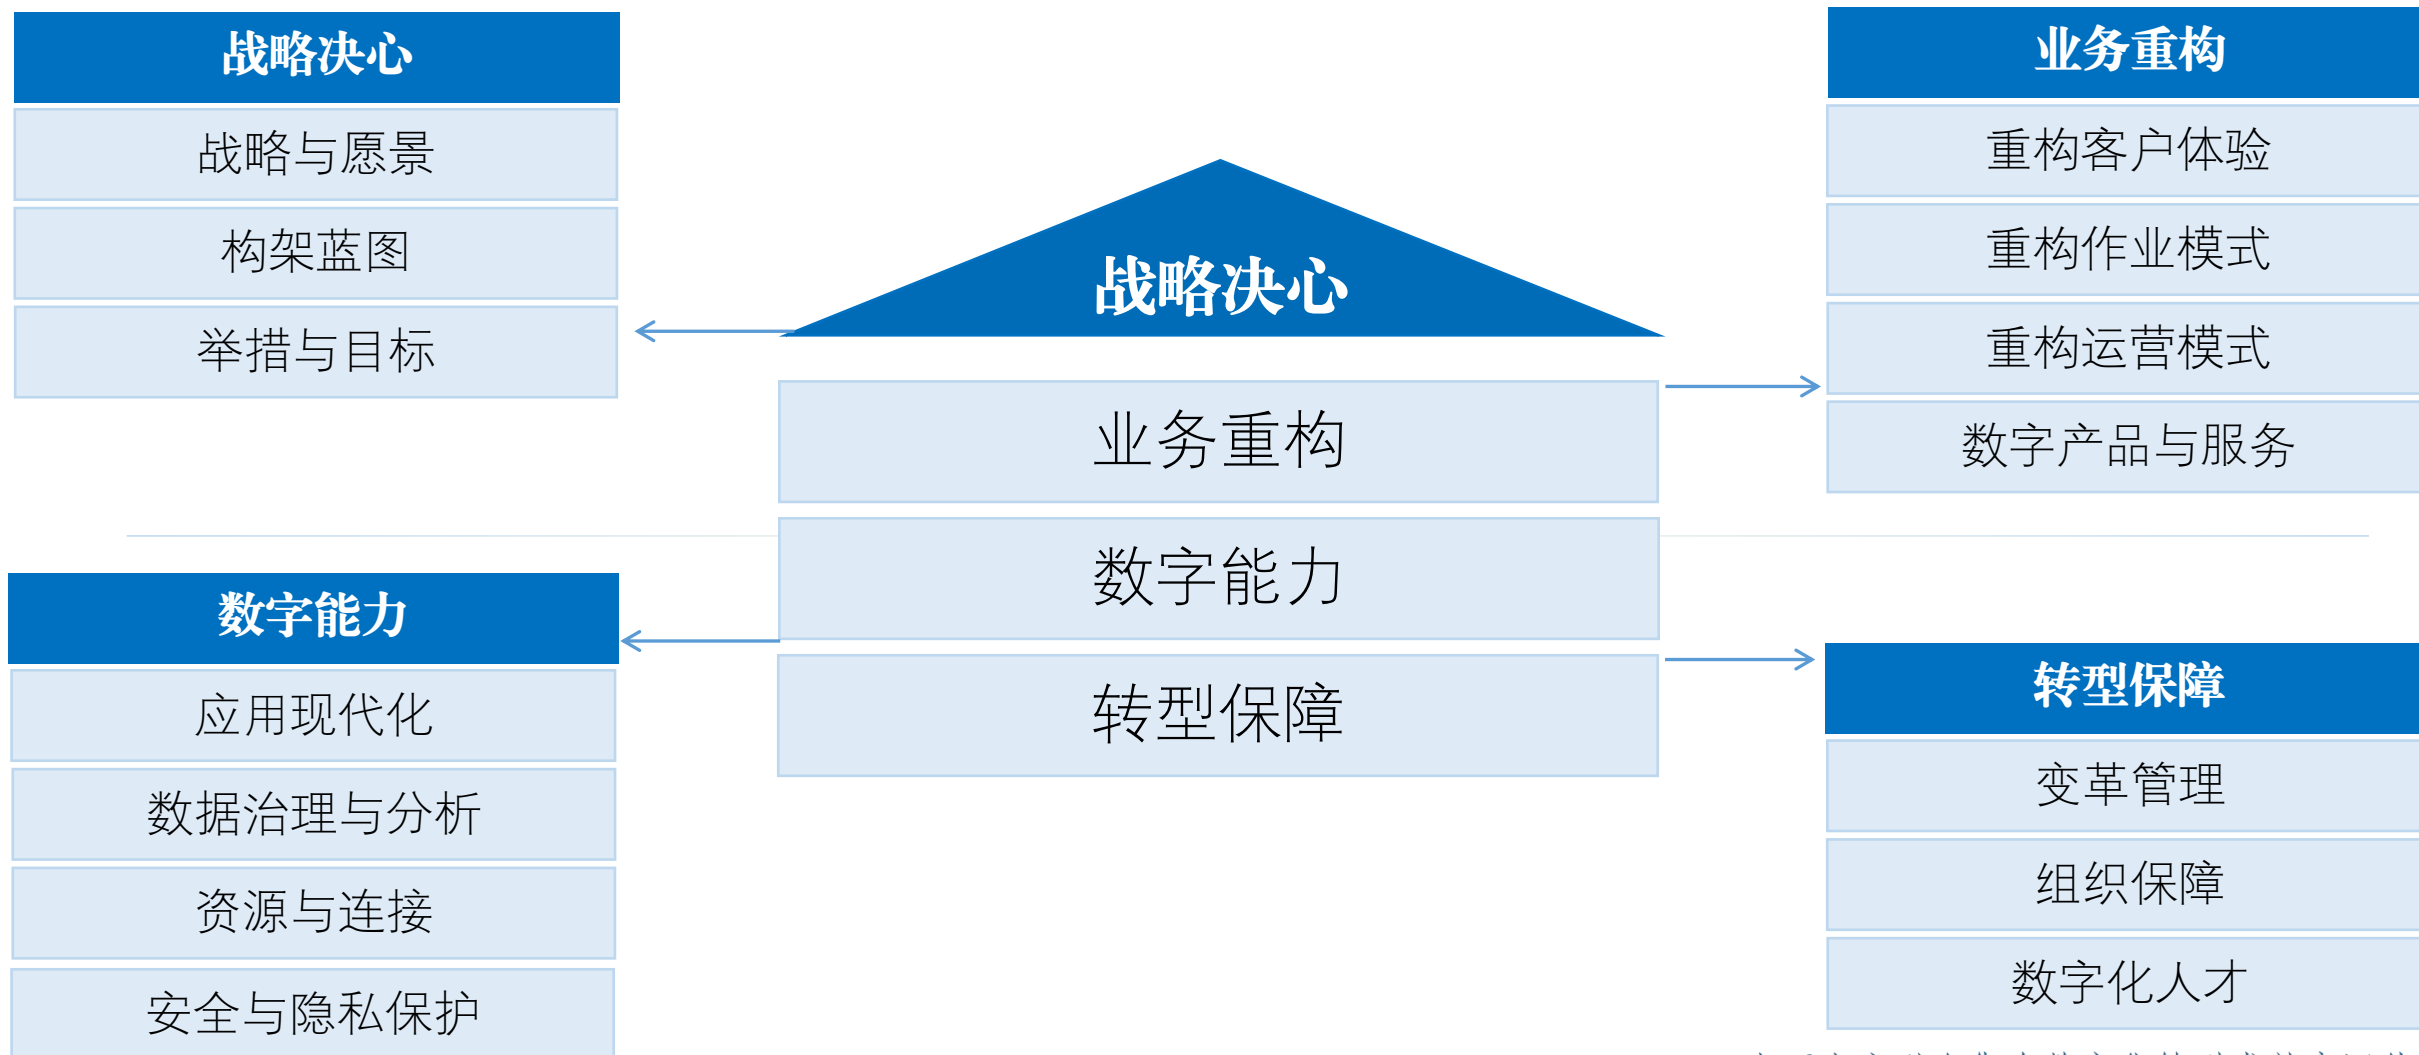 战略决心
战略与愿景
构架蓝图
举措与目标
业务重构
重构客户体验
重构作业模式
重构运营模式
数字产品与服务
战略决心
业务重构
数字能力
转型保障
数字能力
应用现代化
数据治理与分析
资源与连接
安全与隐私保护
转型保障
变革管理
组织保障
数字化人才